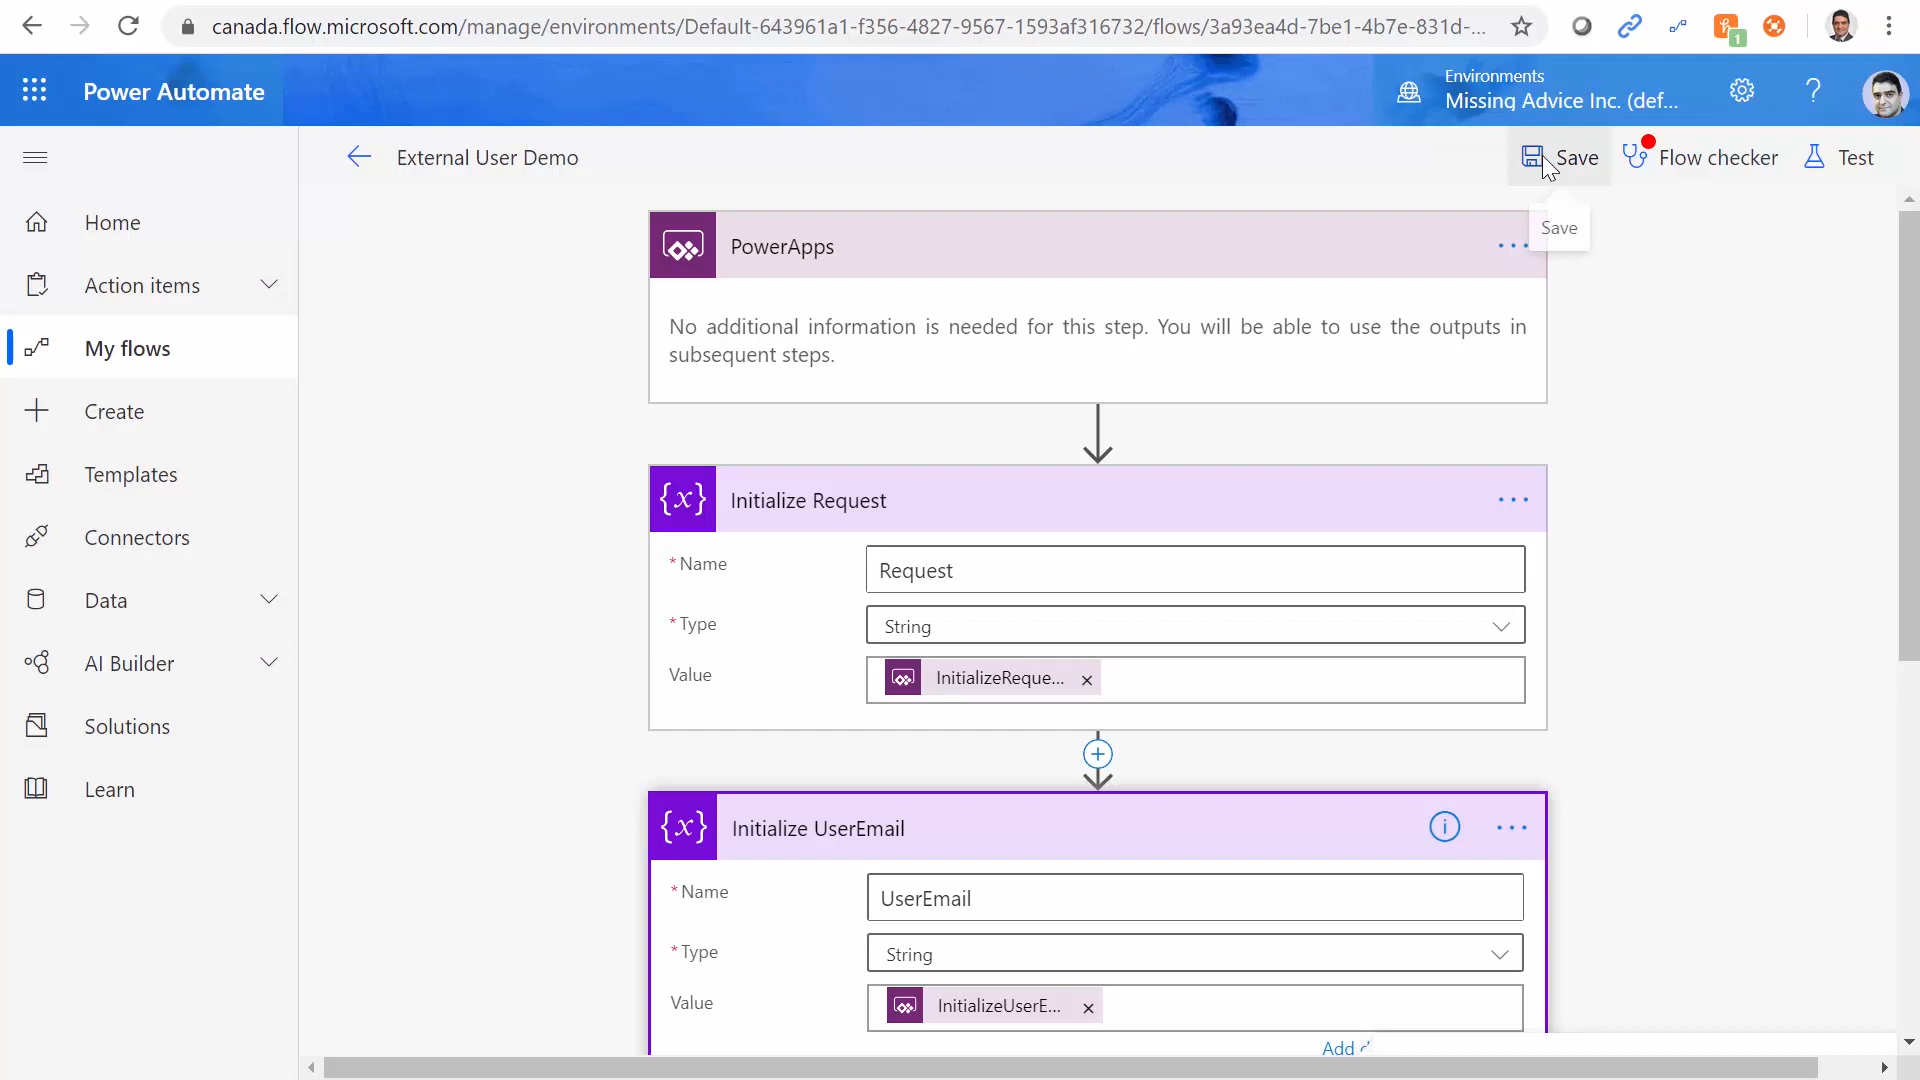 canada.flow.microsoft.com/manage/environments/Default-643961a1-f356-4827-9567-1593af316732/flows/3a93ea4d-7be1-4b7e-831d-...
1
Power Automate
Environments
Missing Advice Inc. (def...
?
External User Demo
Save
Flow checker
Test
Save
Home
Action items
My flows
Create
Templates
Connectors
Data
AI Builder
Solutions
Learn
PowerApps
No additional information is needed for this step. You will be able to use the outputs in
subsequent steps.
{x} Initialize Request
* Name
Request
* Type
String
Value
InitializeReque... ×
{x} Initialize UserEmail
* Name
UserEmail
* Type
String
Value
InitializeUserE... ×
Add